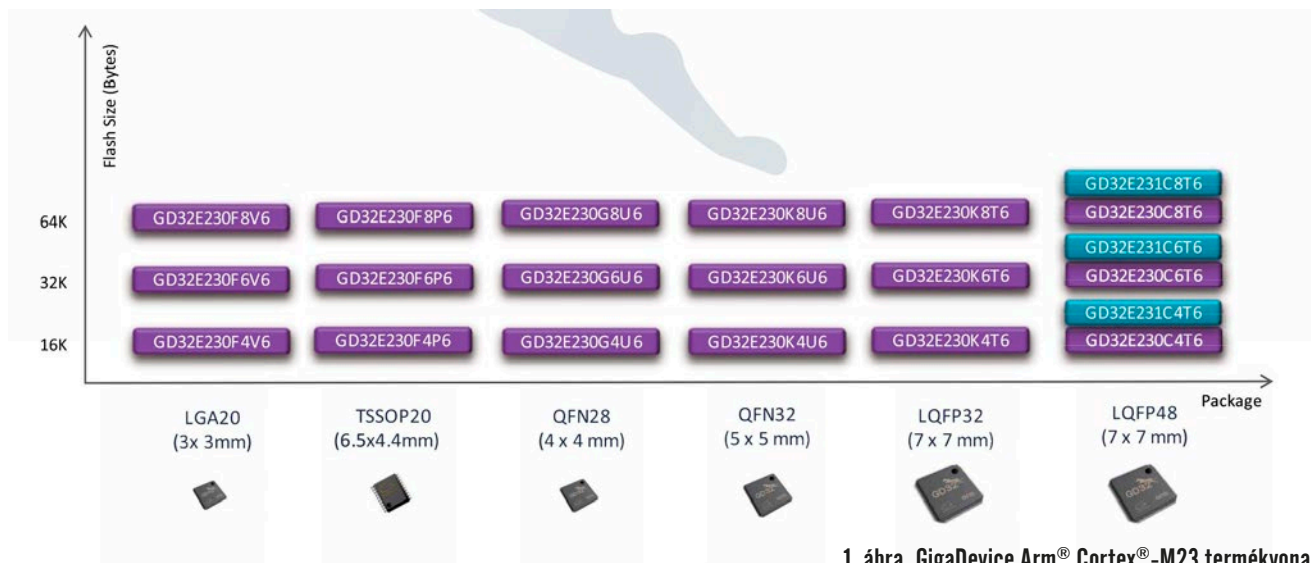 Flash Size (Bytes)
GD32E231C8T6
64K GD32E230F8V6 GD32E230F8P6 GD32E230G8U6 GD32E230K8U6 GD32E230K8T6 GD32E230C8T6
GD32E231C6T6
32K GD32E230F6V6 GD32E230F6P6 GD32E230G6U6 GD32E230K6U6 GD32E230K6T6 GD32E230C6T6
GD32E231C4T6
16K GD32E230F4V6 GD32E230F4P6 GD32E230G4U6 GD32E230K4U6 GD32E230K4T6 GD32E230C4T6
Package
LGA20 TSSOP20 QFN28 QFN32 LQFP32 LQFP48
(3x 3mm) (6.5x4.4mm) (4 x 4 mm) (5 x 5 mm) (7 x 7 mm) (7 x 7 mm)
GD32 GD32 GD32
1. ábra. GigaDevice Arm® Cortex®-M23 termékvona